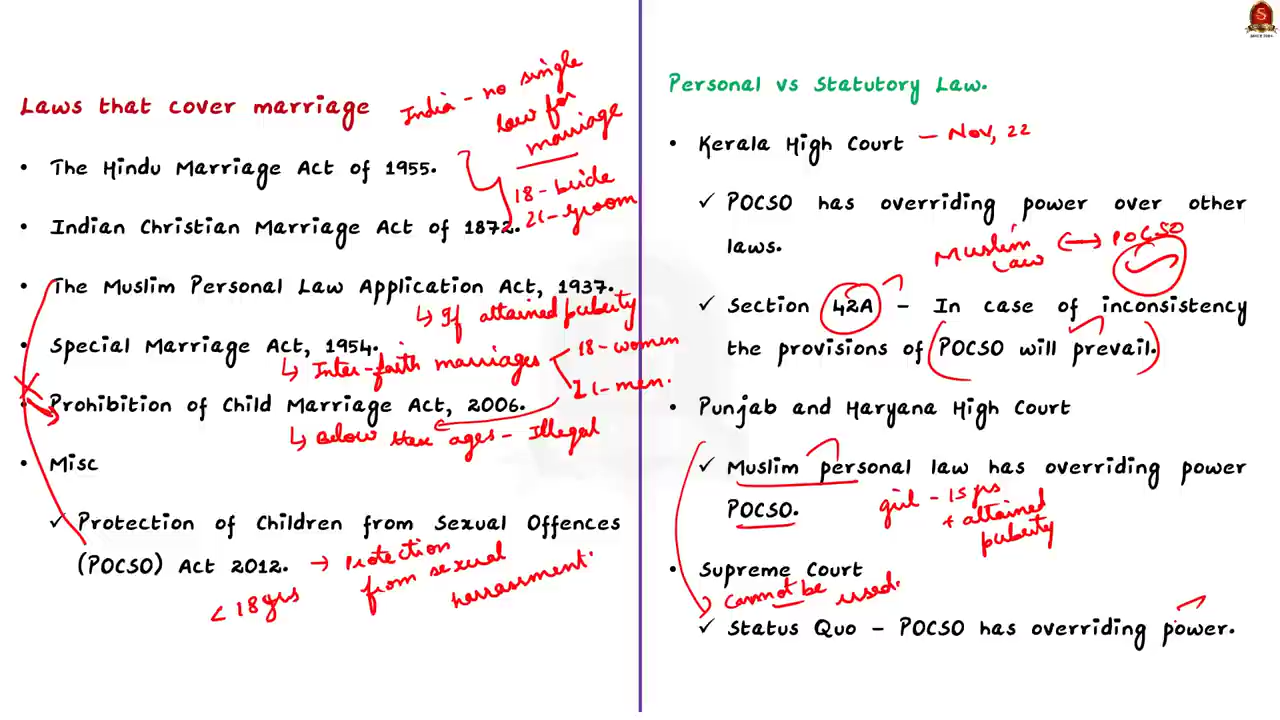 Laws that cover marriage
India - no single
law for
marriage
• The Hindu Marriage Act of 1955.
18 - bride
21 - groom
• Indian Christian Marriage Act of 1872.
• The Muslim Personal Law Application Act, 1937.
↳ If attained puberty
• Special Marriage Act, 1954.
↳ Inter-faith marriages
18 - women
21 - men.
• Prohibition of Child Marriage Act, 2006.
↳ Below these ages - Illegal
• Misc
✓ Protection of Children from Sexual Offences
(POCSO) Act 2012.
→ Protection
from sexual
harrasment.
< 18 yrs
Personal vs Statutory Law.
• Kerala High Court - Nov, 22
✓ POCSO has overriding power over other
laws.
Muslim Law ↔ POCSO
✓ Section 42A - In case of inconsistency
the provisions of (POCSO will prevail.)
• Punjab and Haryana High Court
✓ Muslim personal law has overriding power
POCSO.
girl - 15 yrs
+ attained
puberty
• Supreme Court
cannot be used.
✓ Status Quo - POCSO has overriding power.
S